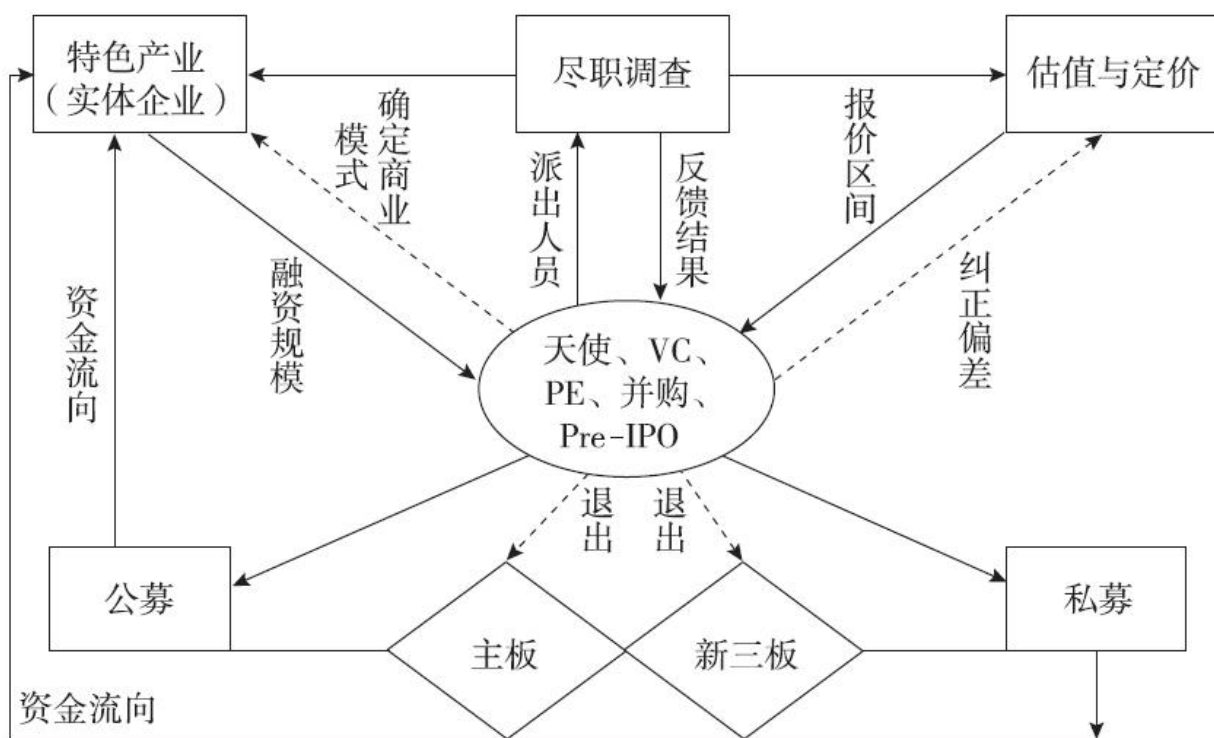 特色产业
（实体企业）
尽职调查
估值与定价
确定商业
模式
派出人员
反馈结果
报价区间
纠正偏差
融资规模
资金流向
天使、VC、
PE、并购、
Pre-IPO
退出
退出
公募
主板
新三板
私募
资金流向